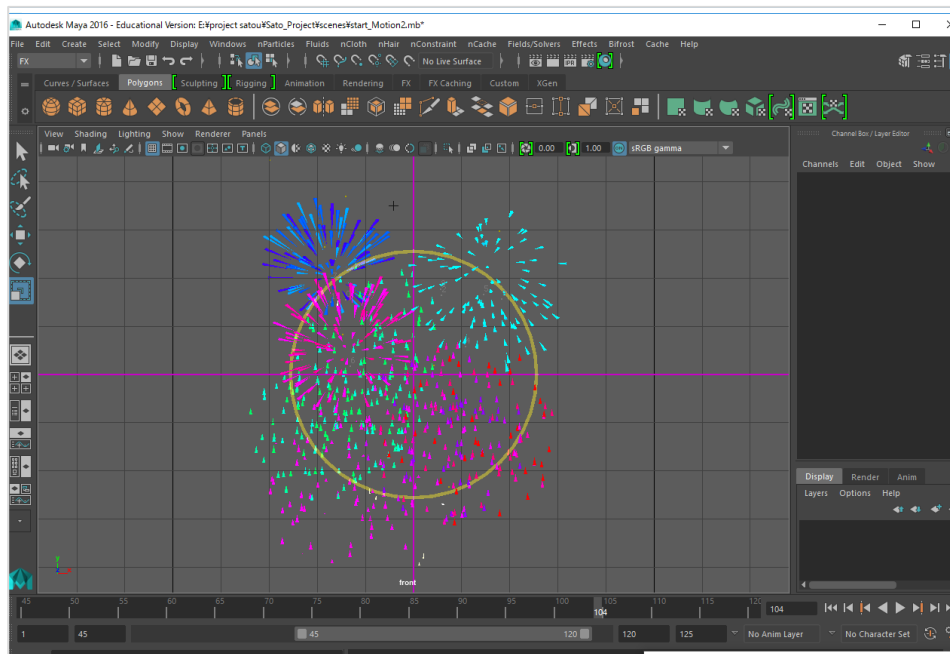 Autodesk Maya 2016 - Educational Version: E:¥project satou¥Sato_Project¥scenes¥start_Motion2.mb*
File Edit Create Select Modify Display Windows nParticles Fluids nCloth nHair nConstraint nCache Fields/Solvers Effects Bifrost Cache Help
FX No Live Surface IPR
Curves / Surfaces Polygons Sculpting Rigging Animation Rendering FX FX Caching Custom XGen
View Shading Lighting Show Renderer Panels
0.00 1.00 sRGB gamma
Channel Box / Layer Editor
Channels Edit Object Show
Display Render Anim
Layers Options Help
y
x
front
45 50 55 60 65 70 75 80 85 90 95 100 105 110 115 120
104
104
1 45 45 120 120 125 No Anim Layer No Character Set